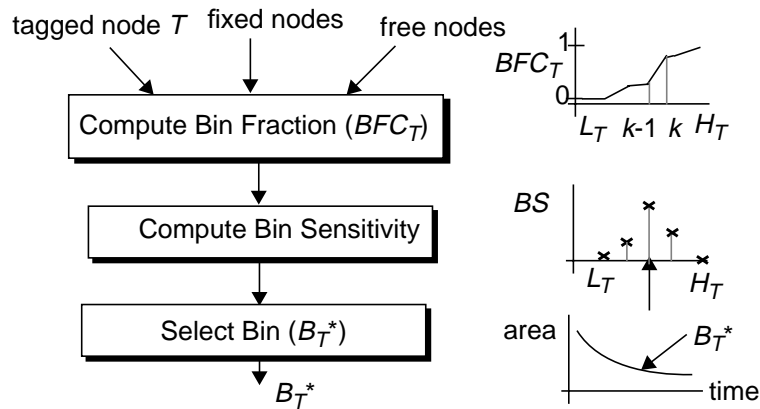 tagged node T
fixed nodes
free nodes
Compute Bin Fraction (BFC_T)
Compute Bin Sensitivity
Select Bin (B_T*)
B_T*
1
BFC_T
0
L_T k-1 k H_T
BS
L_T H_T
area
B_T*
time